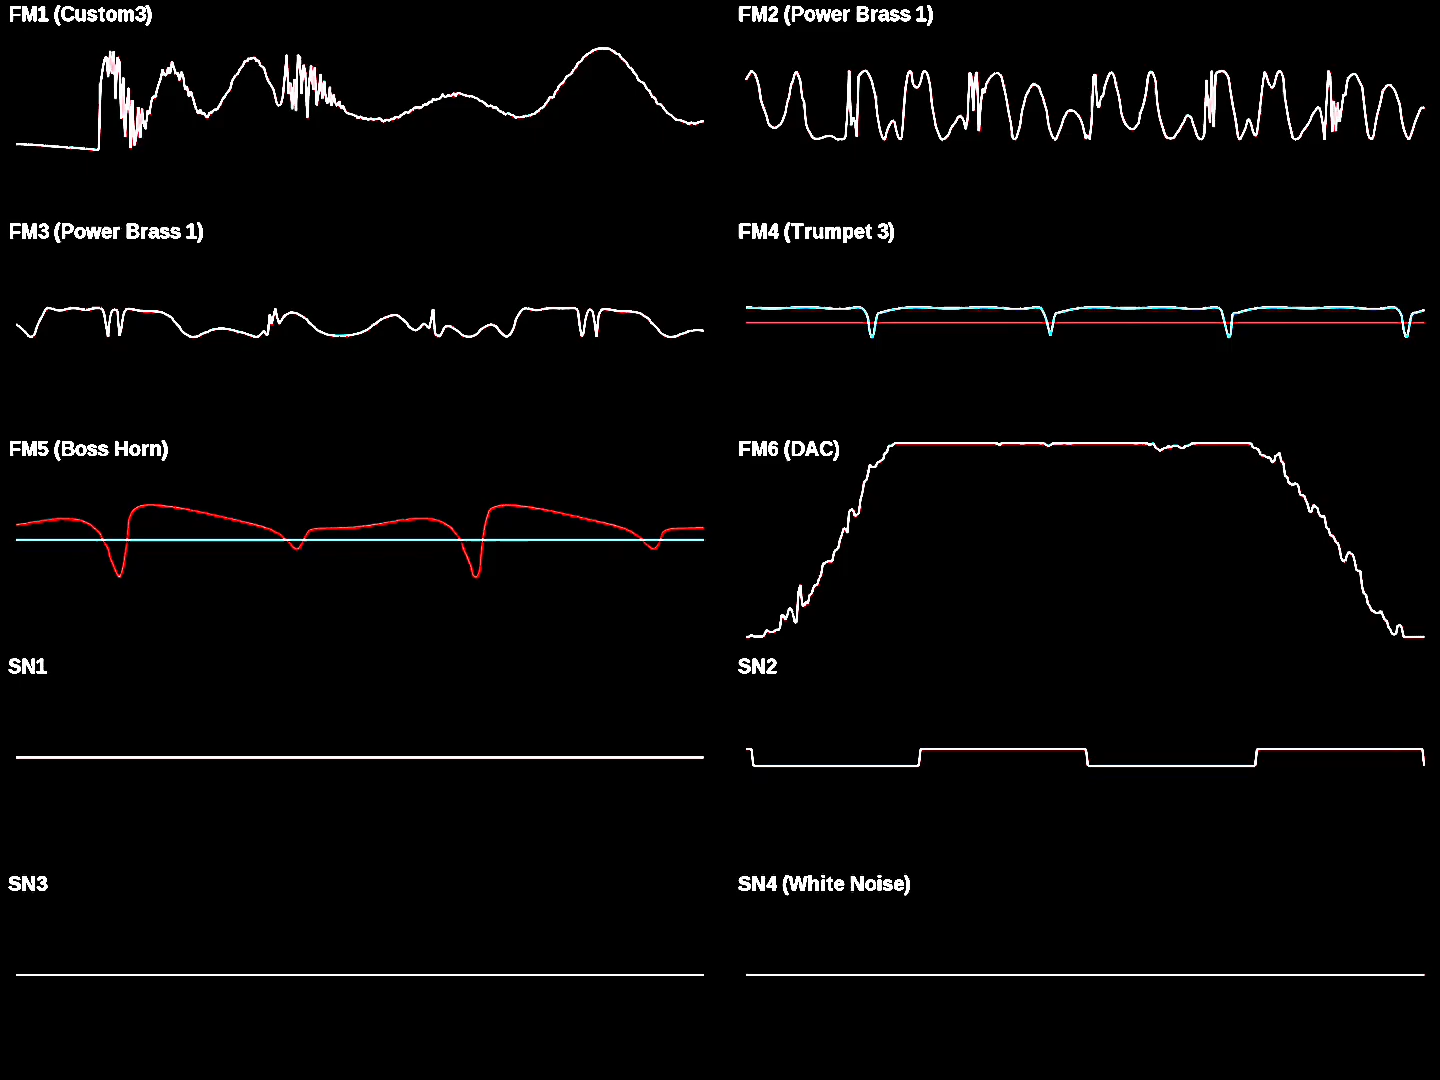 FM1 (Custom3)
FM2 (Power Brass 1)
FM3 (Power Brass 1)
FM4 (Trumpet 3)
FM5 (Boss Horn)
FM6 (DAC)
SN1
SN2
SN3
SN4 (White Noise)